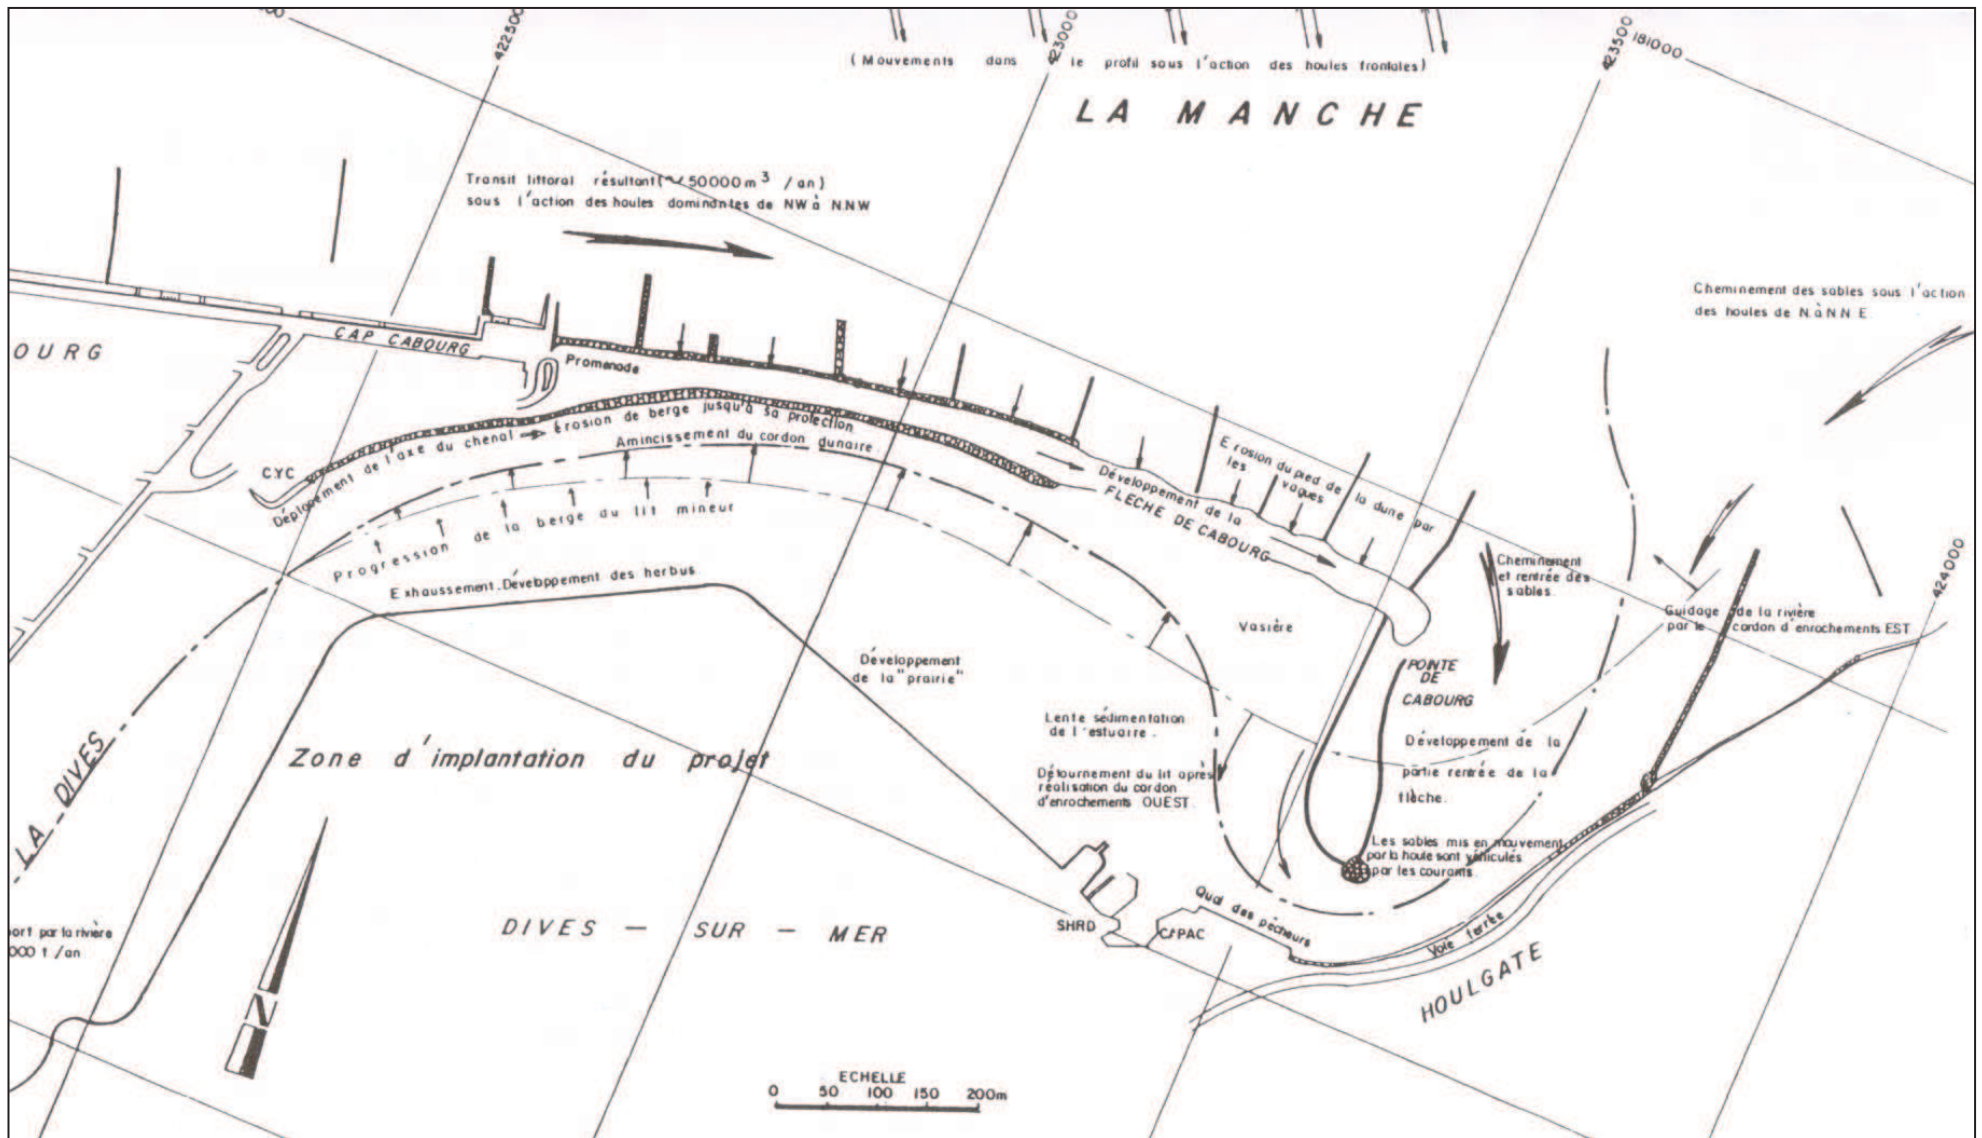 422500
423000
423500
181000
(Mouvements dans le profil sous l'action des houles frontales)
LA MANCHE
Transit littoral résultant (~ 50000 m³ / an)
sous l'action des houles dominantes de NW à NNW
Cheminement des sables sous l'action
des houles de N à NNE
OURG
CAP CABOURG
Promenade
C.Y.C
Déplacement de l'axe du chenal
Érosion de berge jusqu'à sa protection
Amincissement du cordon dunaire.
Progression de la berge du lit mineur
Exhaussement_Développement des herbus
Développement de la
FLECHE DE CABOURG
Erosion du pied de la dune par
les vagues
Cheminement
et rentrée des
sables.
424000
Guidage de la rivière
par le cordon d'enrochements EST
Vasière
Développement
de la "prairie"
POINTE
DE
CABOURG
Lente sédimentation
de l'estuaire.
Développement de la
partie rentrée de la
flèche.
Détournement du lit après
réalisation du cordon
d'enrochements OUEST.
Zone d'implantation du projet
LA DIVES
Les sables mis en mouvement
par la houle sont véhiculés
par les courants.
Quai des pêcheurs
SHRD
CAPAC
Voie ferrée
HOULGATE
DIVES - SUR - MER
ort par la rivière
000 t /an
N
ECHELLE
0 50 100 150 200m